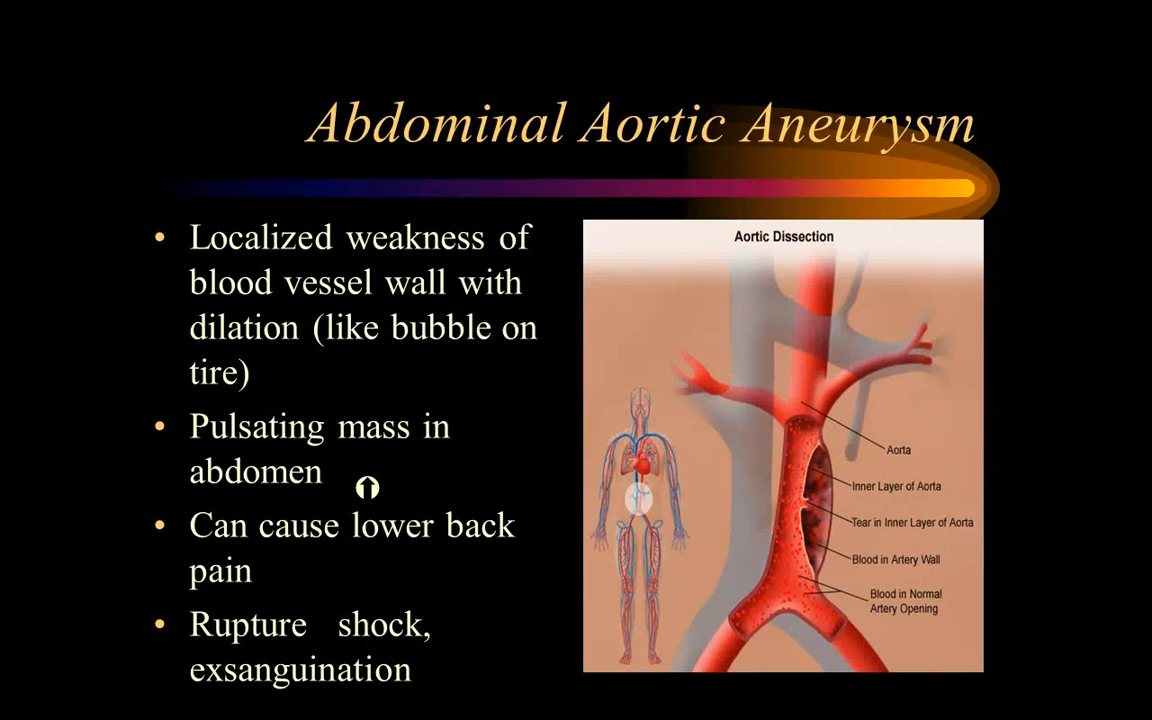 Abdominal Aortic Aneurysm
• Localized weakness of
blood vessel wall with
dilation (like bubble on
tire)
• Pulsating mass in
abdomen
• Can cause lower back
pain
• Rupture shock,
exsanguination
Aortic Dissection
Aorta
Inner Layer of Aorta
Tear in Inner Layer of Aorta
Blood in Artery Wall
Blood in Normal
Artery Opening